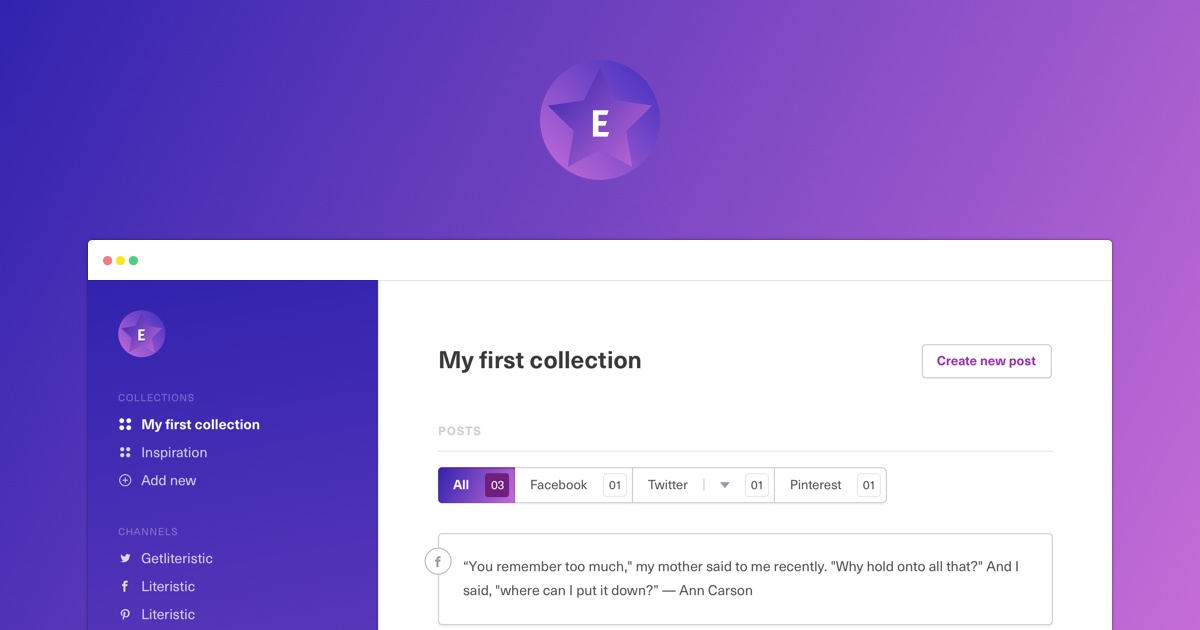 E
E
COLLECTIONS
My first collection
Inspiration
Add new
CHANNELS
Getliteristic
Literistic
Literistic
My first collection
Create new post
POSTS
All 03 Facebook 01 Twitter 01 Pinterest 01
“You remember too much," my mother said to me recently. "Why hold onto all that?" And I
said, "where can I put it down?” — Ann Carson